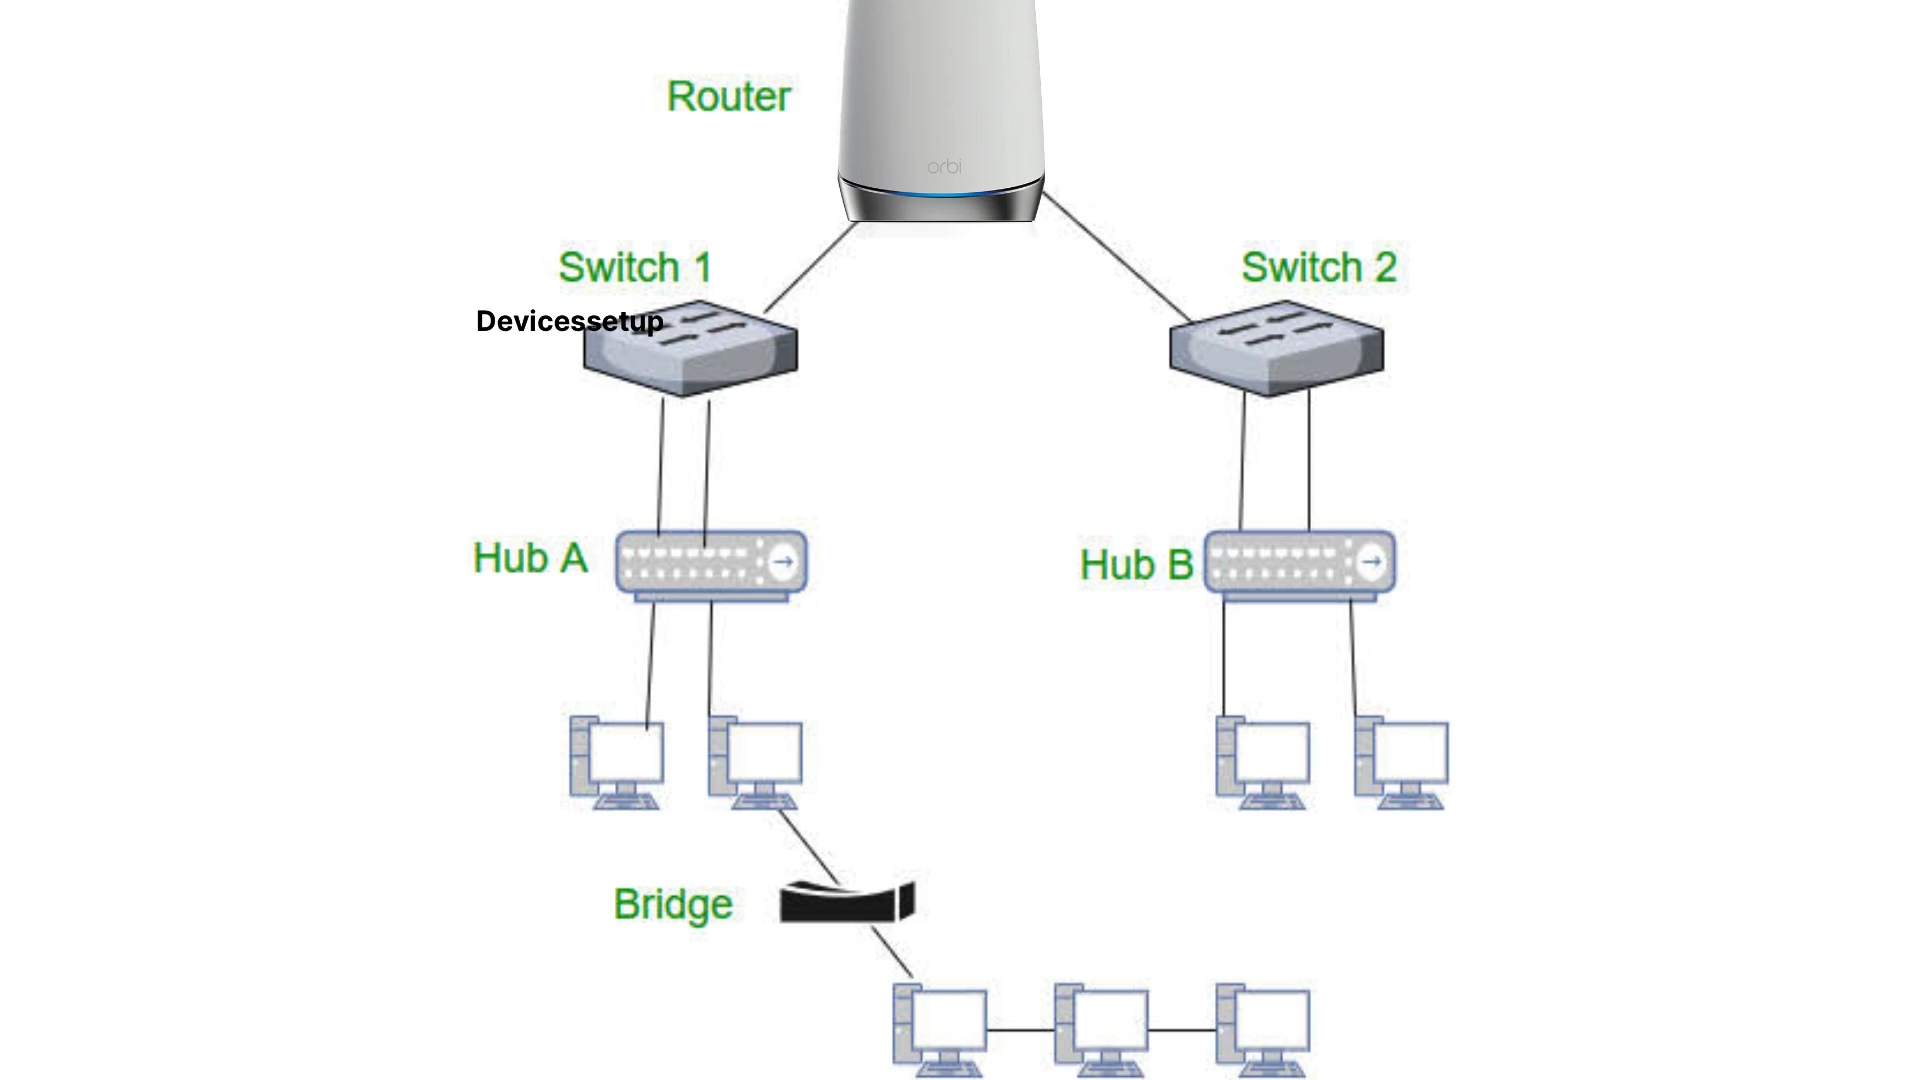 Router
orbi
Switch 1
Switch 2
Devicessetup
Hub A
Hub B
Bridge